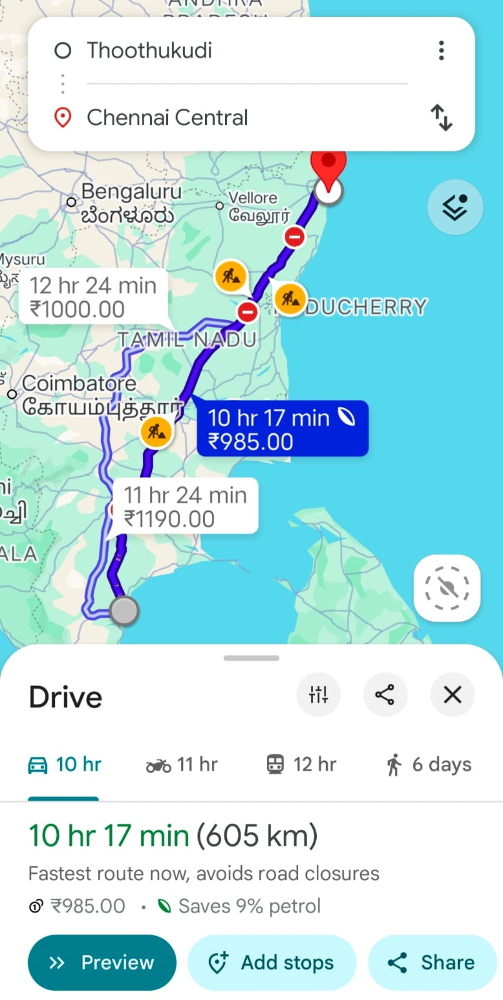 Thoothukudi
Chennai Central
Bengaluru
ಬೆಂಗಳೂರು
Vellore
வேலூர்
Mysuru
12 hr 24 min
₹1000.00
DUCHERRY
TAMIL NADU
Coimbatore
கோயம்புத்தூர்
10 hr 17 min
₹985.00
11 hr 24 min
₹1190.00
ALA
Drive
10 hr
11 hr
12 hr
6 days
10 hr 17 min (605 km)
Fastest route now, avoids road closures
₹985.00 · Saves 9% petrol
Preview
Add stops
Share